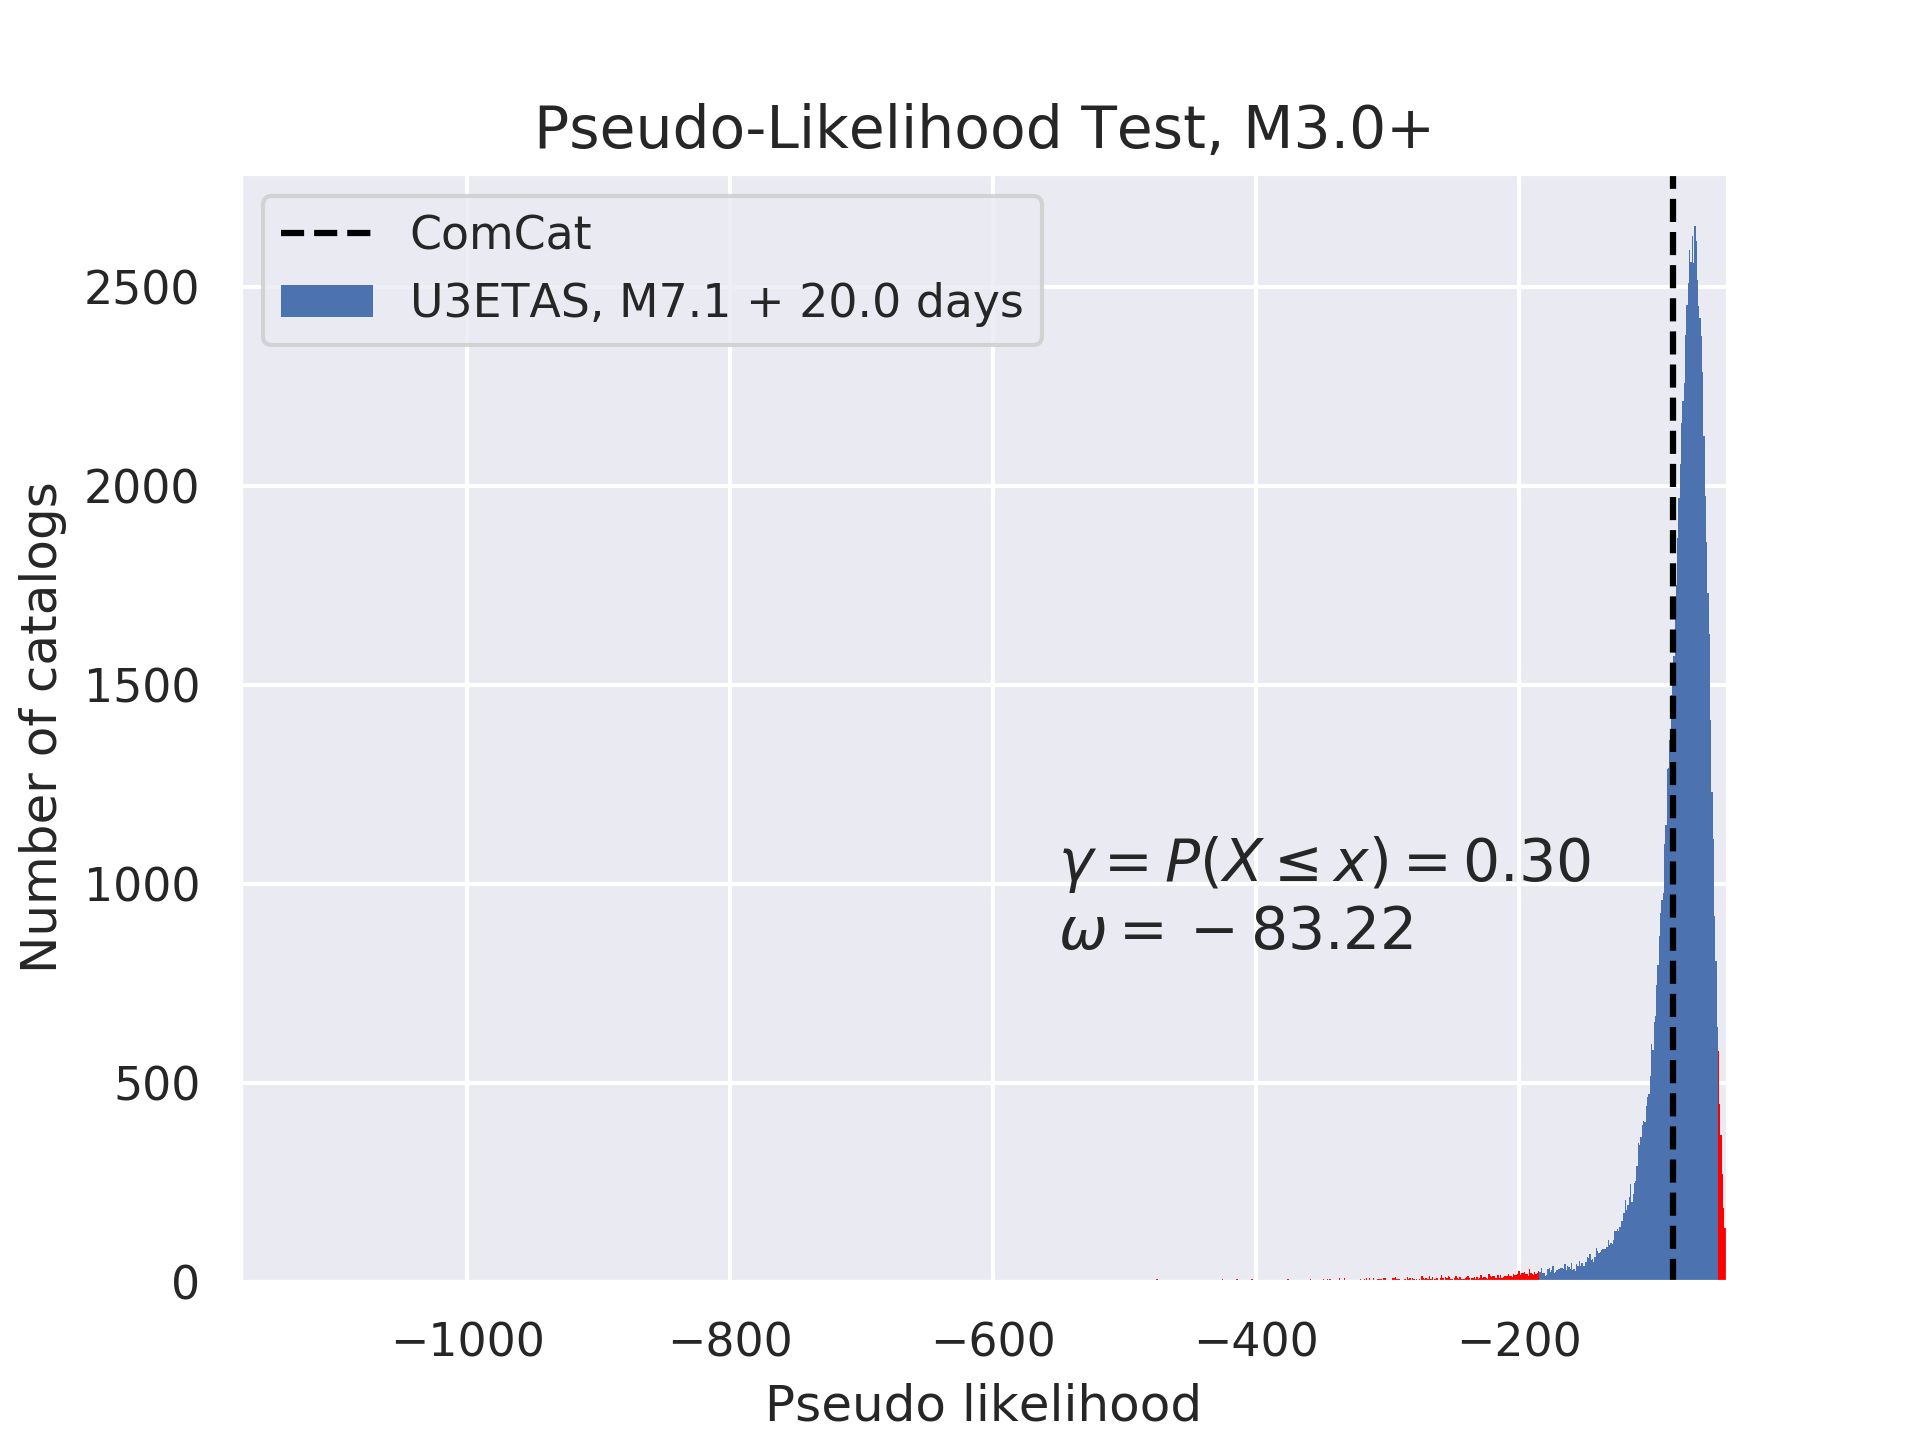 Pseudo-Likelihood Test, M3.0+
ComCat
U3ETAS, M7.1 + 20.0 days
2500
2000
1500
1000
500
0
Number of catalogs
γ = P(X ≤ x) = 0.30
ω = − 83.22
−1000 −800 −600 −400 −200
Pseudo likelihood